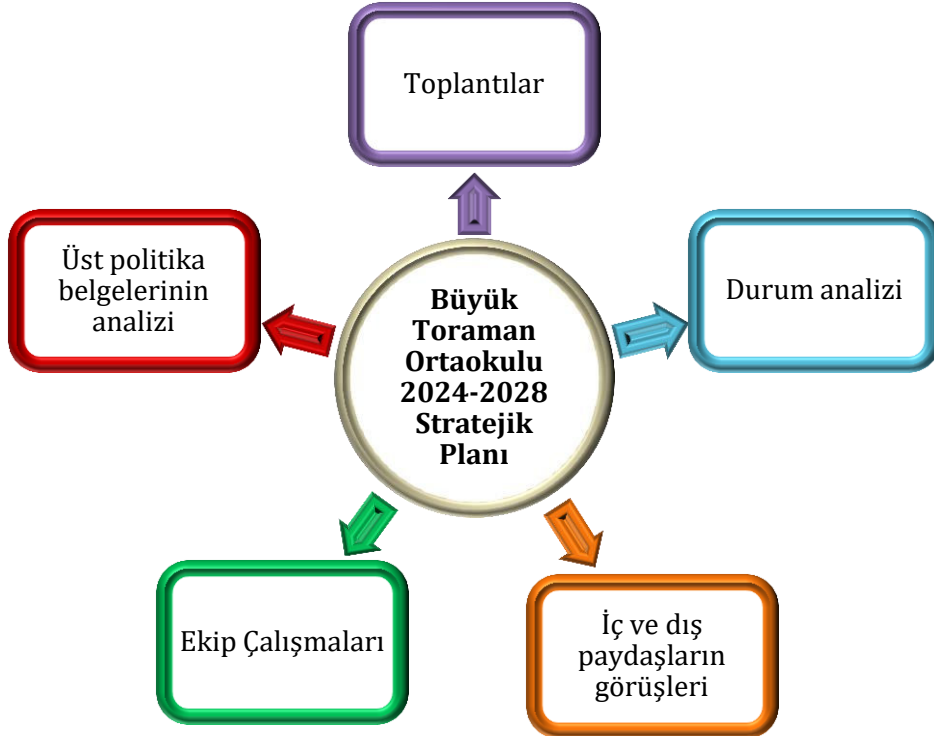 Toplantılar
Üst politika
belgelerinin
analizi
Büyük
Toraman
Ortaokulu
2024-2028
Stratejik
Planı
Durum analizi
Ekip Çalışmaları
İç ve dış
paydaşların
görüşleri